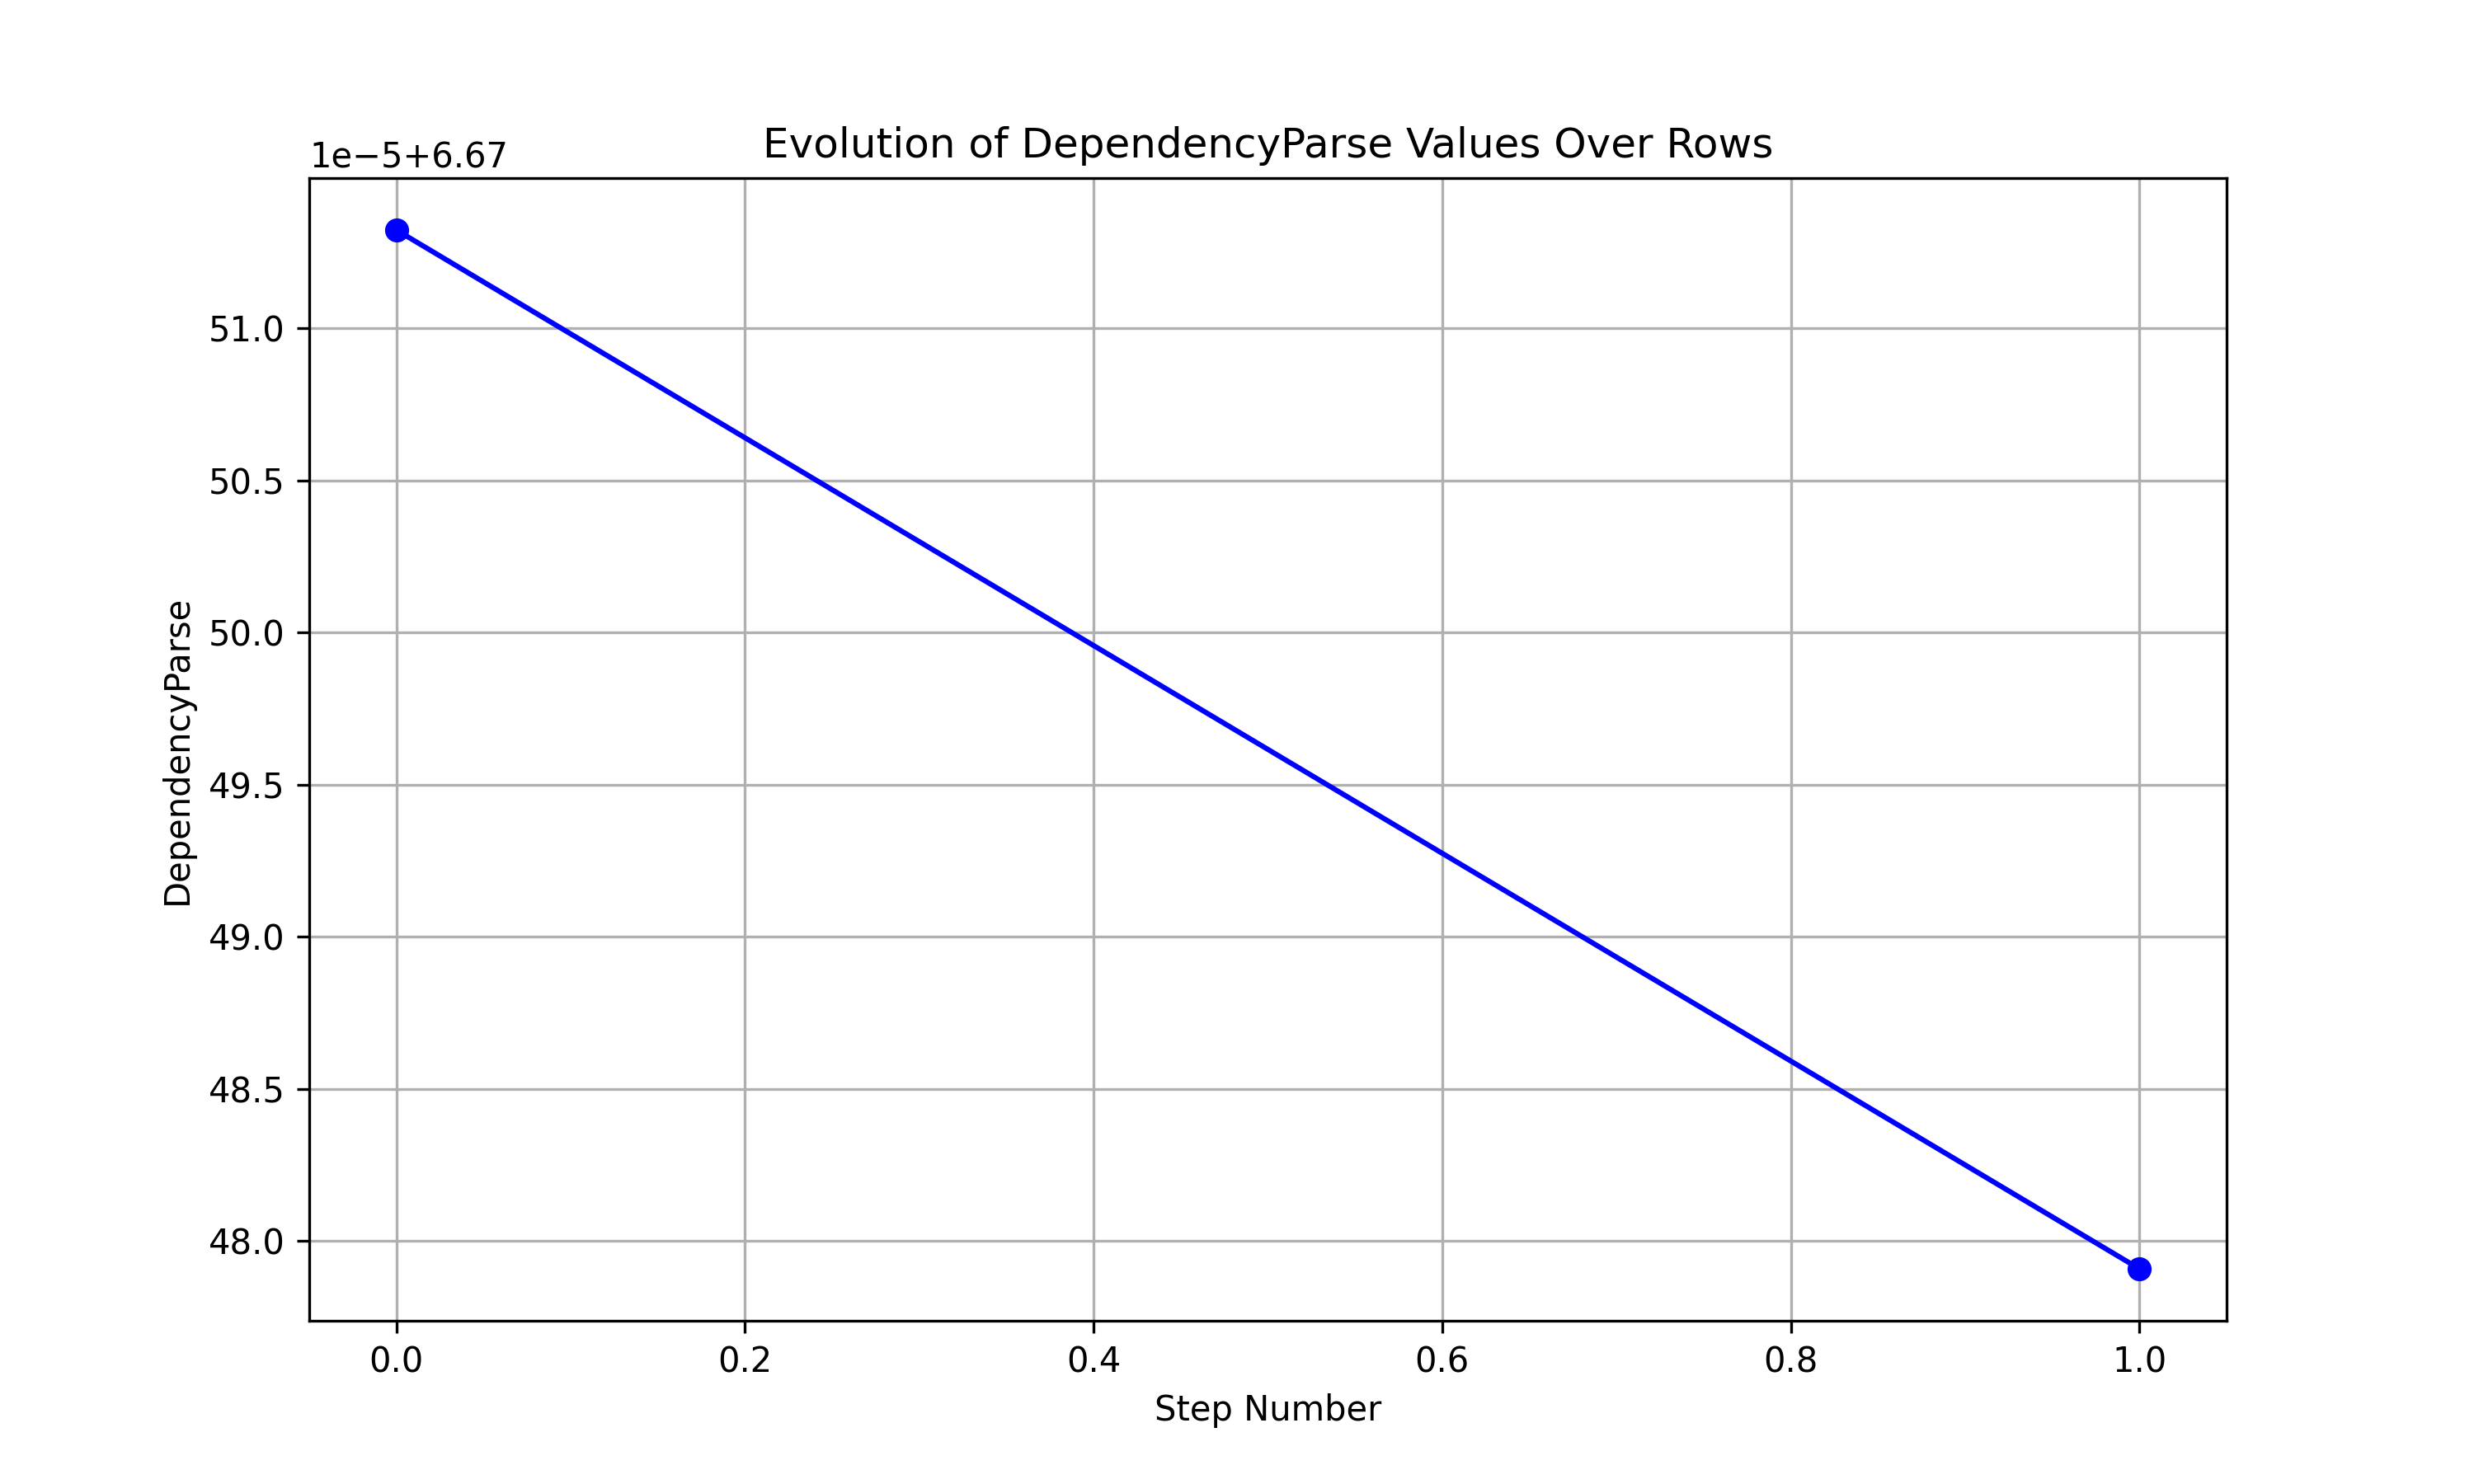 Evolution of DependencyParse Values Over Rows
1e−5+6.67
51.0
50.5
50.0
49.5
49.0
48.5
48.0
DependencyParse
0.0 0.2 0.4 0.6 0.8 1.0
Step Number